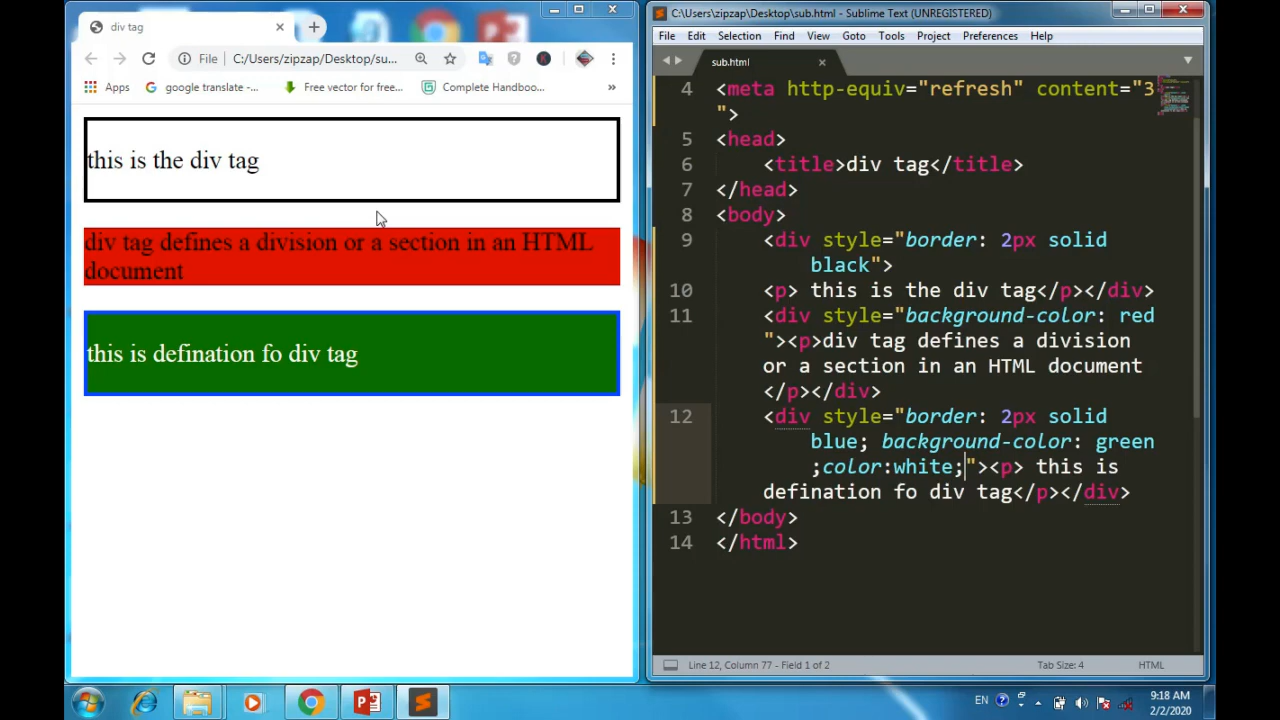 div tag
File
C:/Users/zipzap/Desktop/su...
Apps
google translate -...
Free vector for free...
Complete Handboo...
»
this is the div tag
div tag defines a division or a section in an HTML
document
this is defination fo div tag
C:\Users\zipzap\Desktop\sub.html - Sublime Text (UNREGISTERED)
File Edit Selection Find View Goto Tools Project Preferences Help
sub.html
4 <meta http-equiv="refresh" content="3
">
5 <head>
6 <title>div tag</title>
7 </head>
8 <body>
9 <div style="border: 2px solid
black">
10 <p> this is the div tag</p></div>
11 <div style="background-color: red
"><p>div tag defines a division
or a section in an HTML document
</p></div>
12 <div style="border: 2px solid
blue; background-color: green
;color:white;"><p> this is
defination fo div tag</p></div>
13 </body>
14 </html>
Line 12, Column 77 - Field 1 of 2
Tab Size: 4
HTML
EN
9:18 AM
2/2/2020